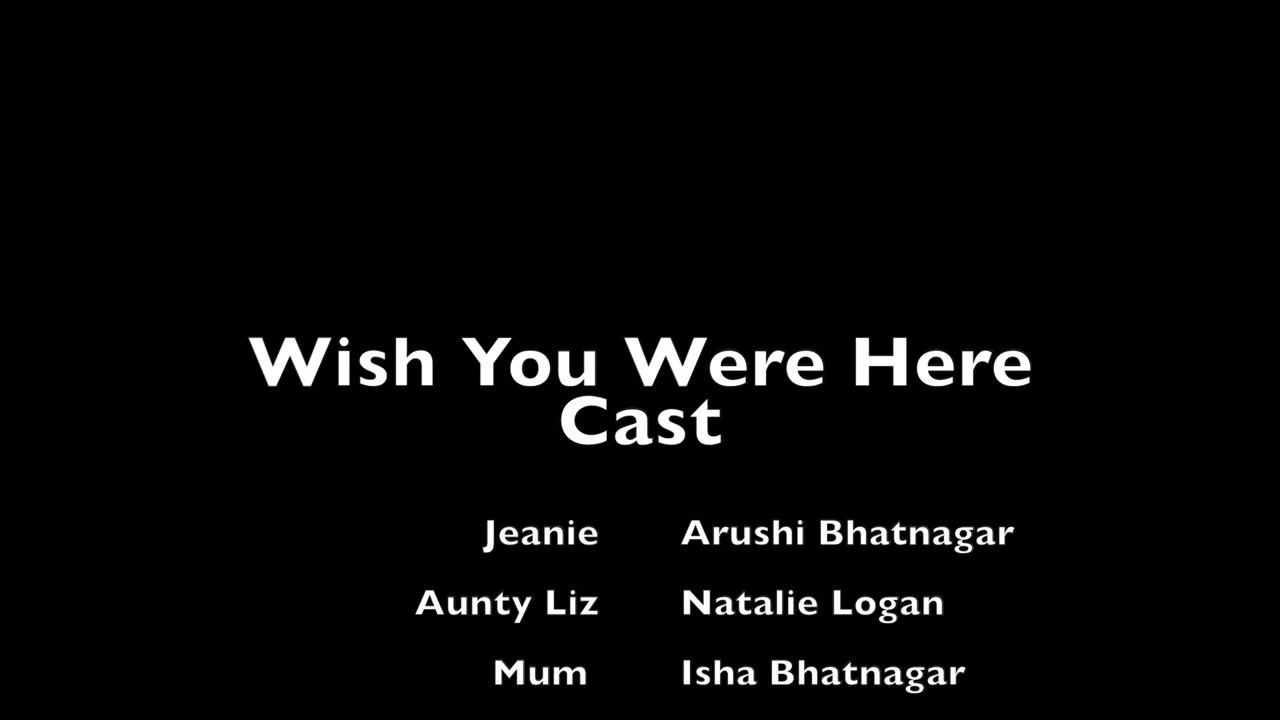 Wish You Were Here
Cast
Jeanie Arushi Bhatnagar
Aunty Liz Natalie Logan
Mum Isha Bhatnagar